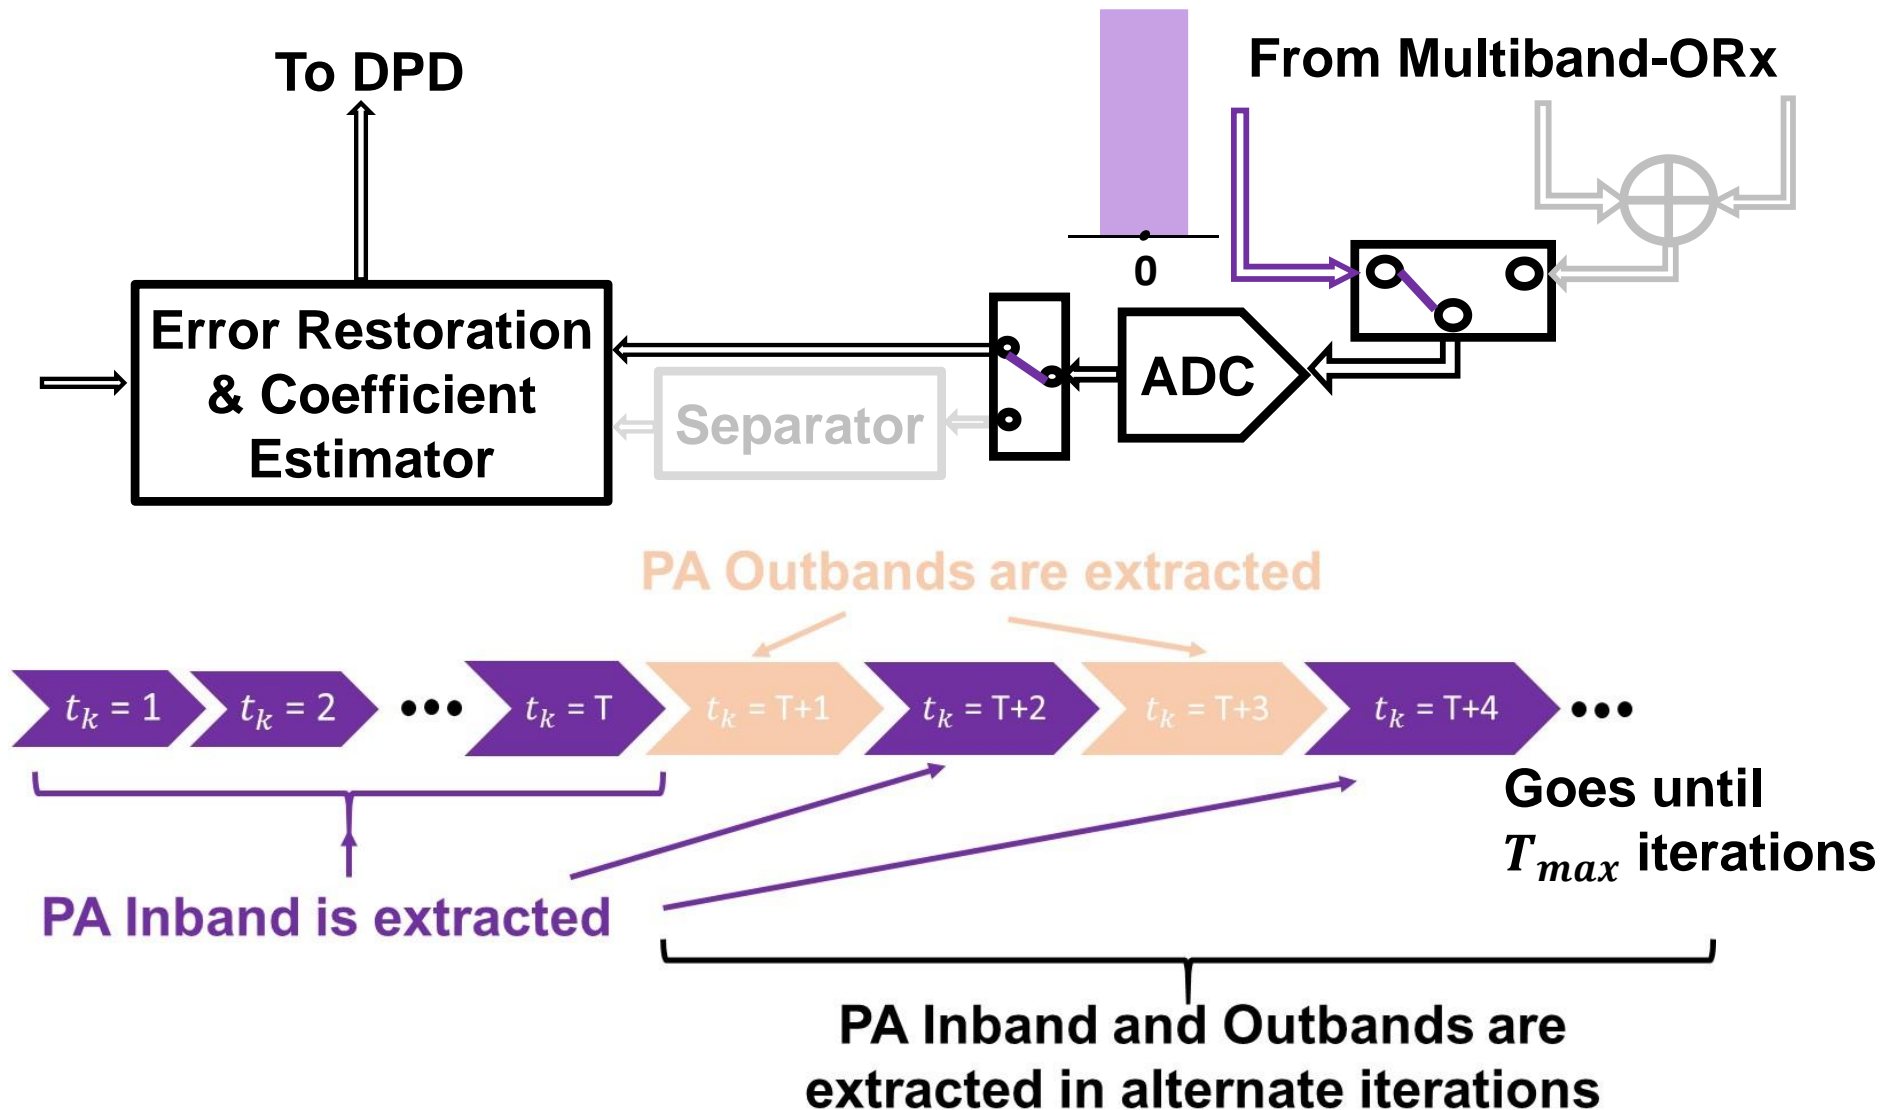 To DPD
From Multiband-ORx
0
Error Restoration
& Coefficient
Estimator
Separator
ADC
PA Outbands are extracted
t_k = 1
t_k = 2
•••
t_k = T
t_k = T+1
t_k = T+2
t_k = T+3
t_k = T+4
•••
Goes until
T_max iterations
PA Inband is extracted
PA Inband and Outbands are
extracted in alternate iterations